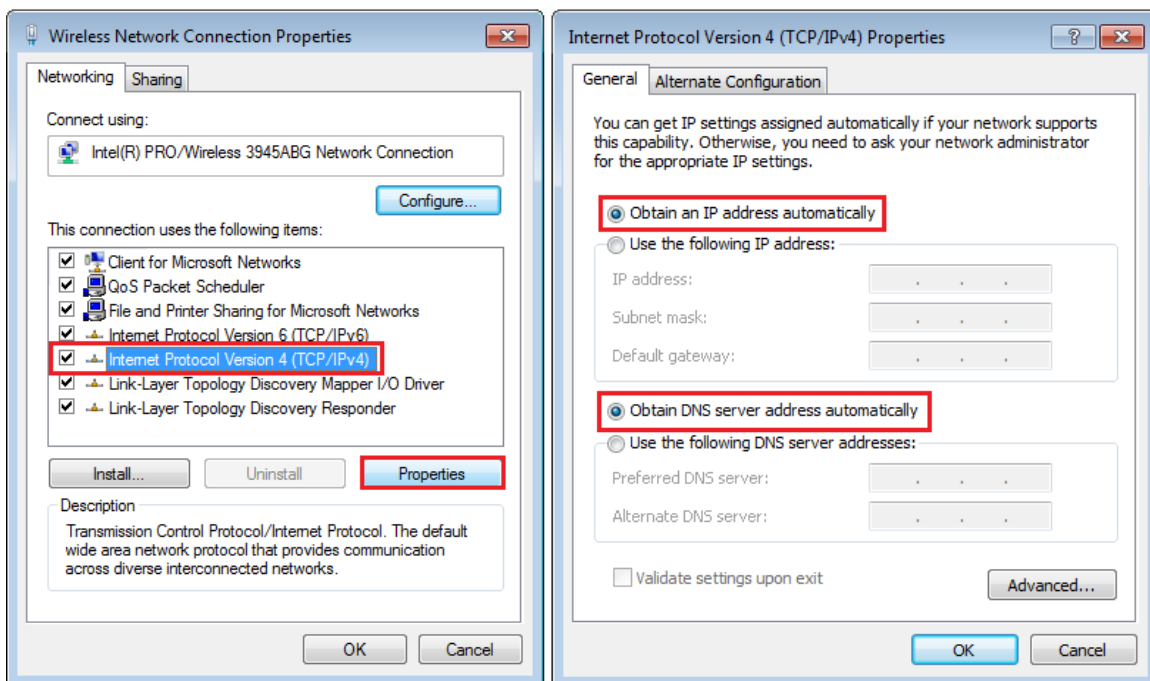 Wireless Network Connection Properties
Networking
Sharing
Connect using:
Intel(R) PRO/Wireless 3945ABG Network Connection
Configure...
This connection uses the following items:
Client for Microsoft Networks
QoS Packet Scheduler
File and Printer Sharing for Microsoft Networks
Internet Protocol Version 6 (TCP/IPv6)
Internet Protocol Version 4 (TCP/IPv4)
Link-Layer Topology Discovery Mapper I/O Driver
Link-Layer Topology Discovery Responder
Install...
Uninstall
Properties
Description
Transmission Control Protocol/Internet Protocol. The default
wide area network protocol that provides communication
across diverse interconnected networks.
OK
Cancel
Internet Protocol Version 4 (TCP/IPv4) Properties
?
General
Alternate Configuration
You can get IP settings assigned automatically if your network supports
this capability. Otherwise, you need to ask your network administrator
for the appropriate IP settings.
Obtain an IP address automatically
Use the following IP address:
IP address:
. . .
Subnet mask:
. . .
Default gateway:
. . .
Obtain DNS server address automatically
Use the following DNS server addresses:
Preferred DNS server:
. . .
Alternate DNS server:
. . .
Validate settings upon exit
Advanced...
OK
Cancel